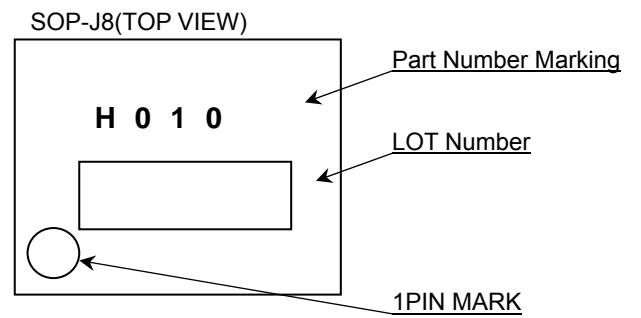 SOP-J8(TOP VIEW)
Part Number Marking
H 0 1 0
LOT Number
1PIN MARK